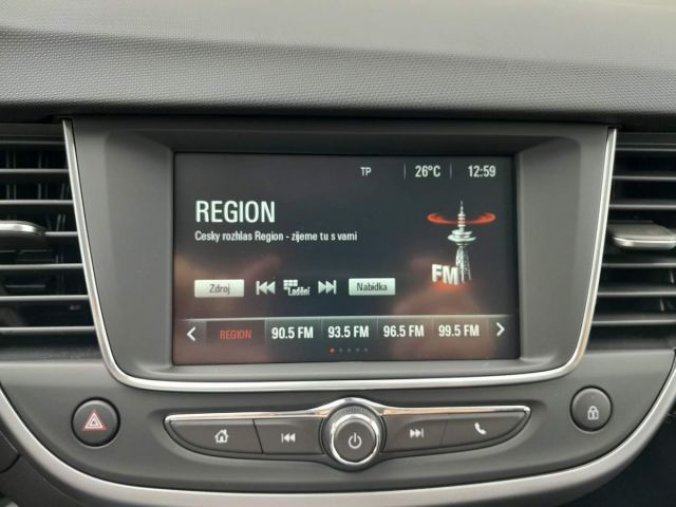 TP 26°C 12:59
REGION
Cesky rozhlas Region - zijeme tu s vami
FM
Zdroj Ladění Nabídka
REGION 90.5 FM 93.5 FM 96.5 FM 99.5 FM